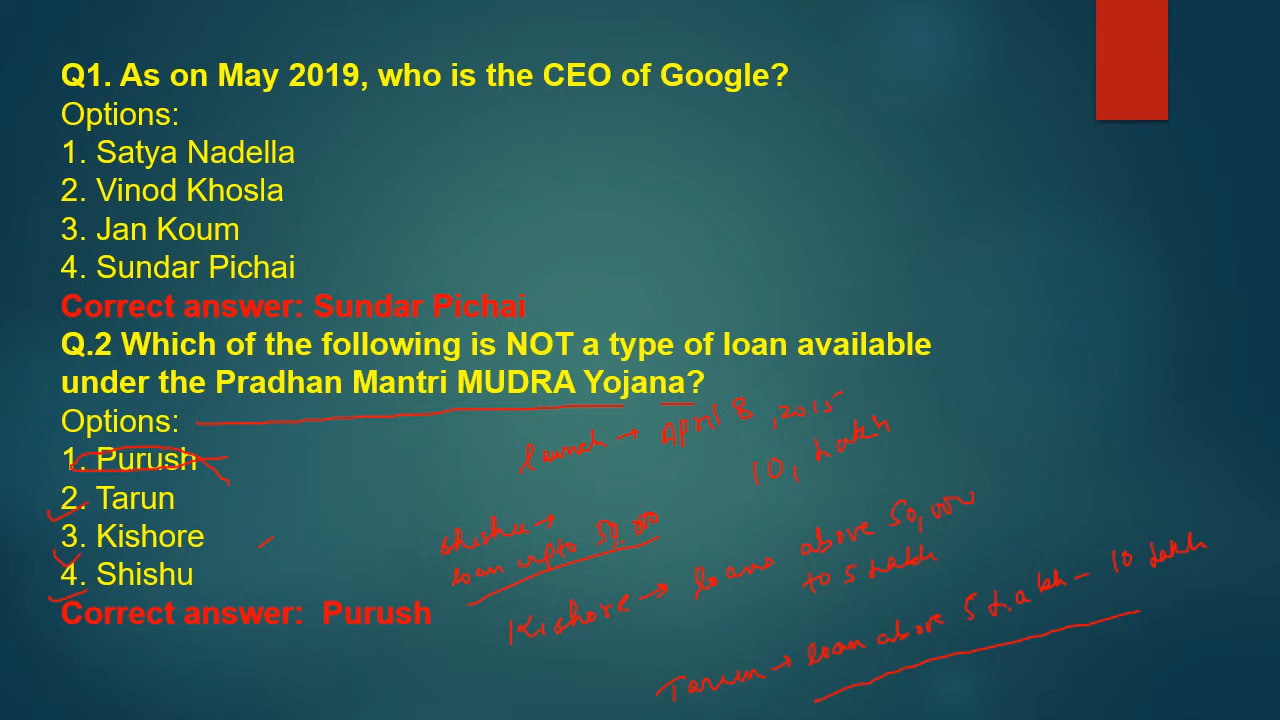 Q1. As on May 2019, who is the CEO of Google?
Options:
1. Satya Nadella
2. Vinod Khosla
3. Jan Koum
4. Sundar Pichai
Correct answer: Sundar Pichai
Q.2 Which of the following is NOT a type of loan available
under the Pradhan Mantri MUDRA Yojana?
Options:
launch → April 8, 2015
1. Purush
10, Lakh
2. Tarun
3. Kishore
shishu →
loan upto 50,000
4. Shishu
Kishore → loans above 50,000
to 5 Lakh
Correct answer: Purush
Tarun → loan above 5 Lakh - 10 Lakh